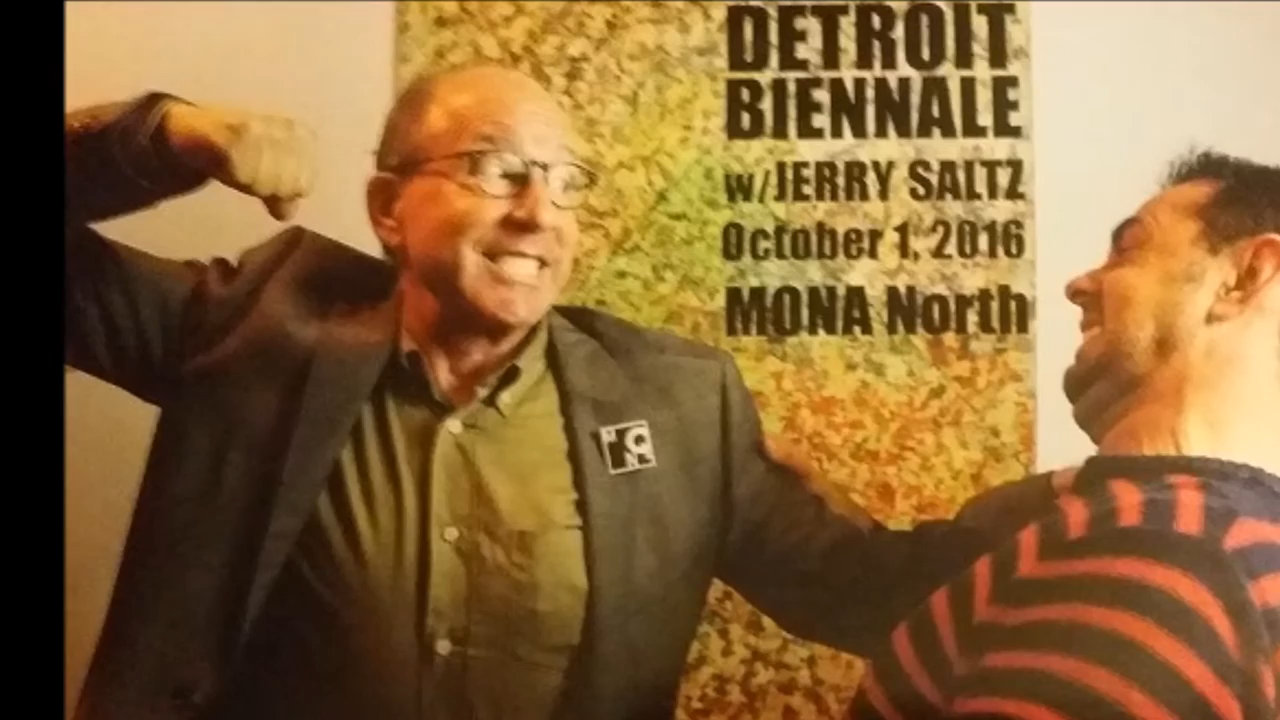 DETROIT
BIENNALE
W/JERRY SALTZ
October 1, 2016
MONA North